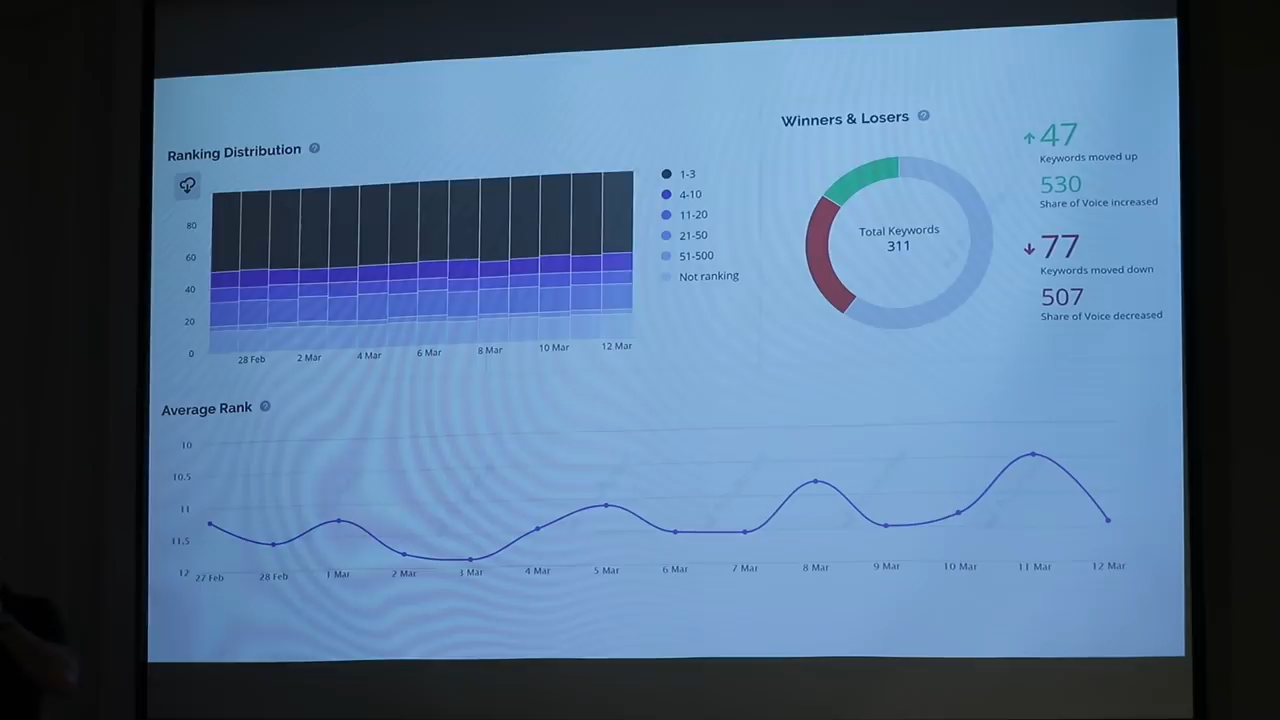 Ranking Distribution ?
80
60
40
20
0
28 Feb 2 Mar 4 Mar 6 Mar 8 Mar 10 Mar 12 Mar
1-3
4-10
11-20
21-50
51-500
Not ranking
Winners & Losers ?
Total Keywords
311
↑47
Keywords moved up
530
Share of Voice increased
↓77
Keywords moved down
507
Share of Voice decreased
Average Rank ?
10
10.5
11
11.5
12
27 Feb 28 Feb 1 Mar 2 Mar 3 Mar 4 Mar 5 Mar 6 Mar 7 Mar 8 Mar 9 Mar 10 Mar 11 Mar 12 Mar